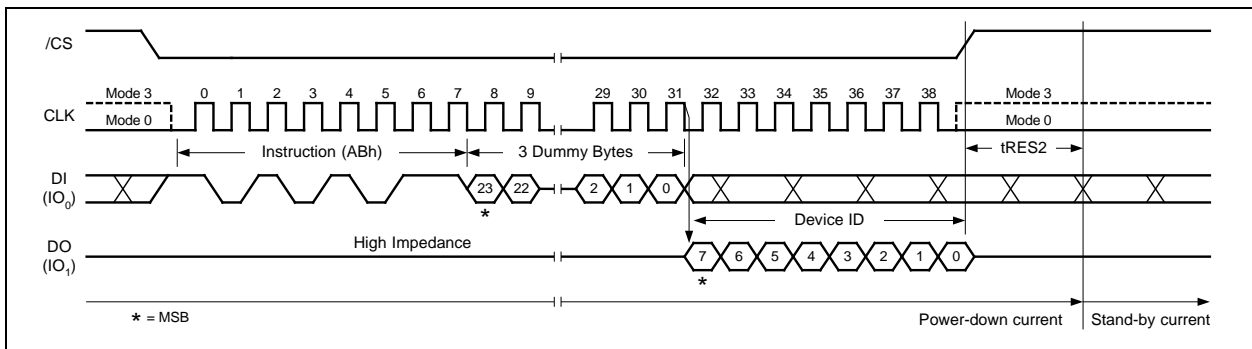 /CS
Mode 3 0 1 2 3 4 5 6 7 8 9 29 30 31 32 33 34 35 36 37 38 Mode 3
CLK
Mode 0 Mode 0
Instruction (ABh) 3 Dummy Bytes tRES2
DI
(IO0)
23 22 2 1 0
*
Device ID
High Impedance
DO
(IO1)
7 6 5 4 3 2 1 0
*
* = MSB
Power-down current Stand-by current